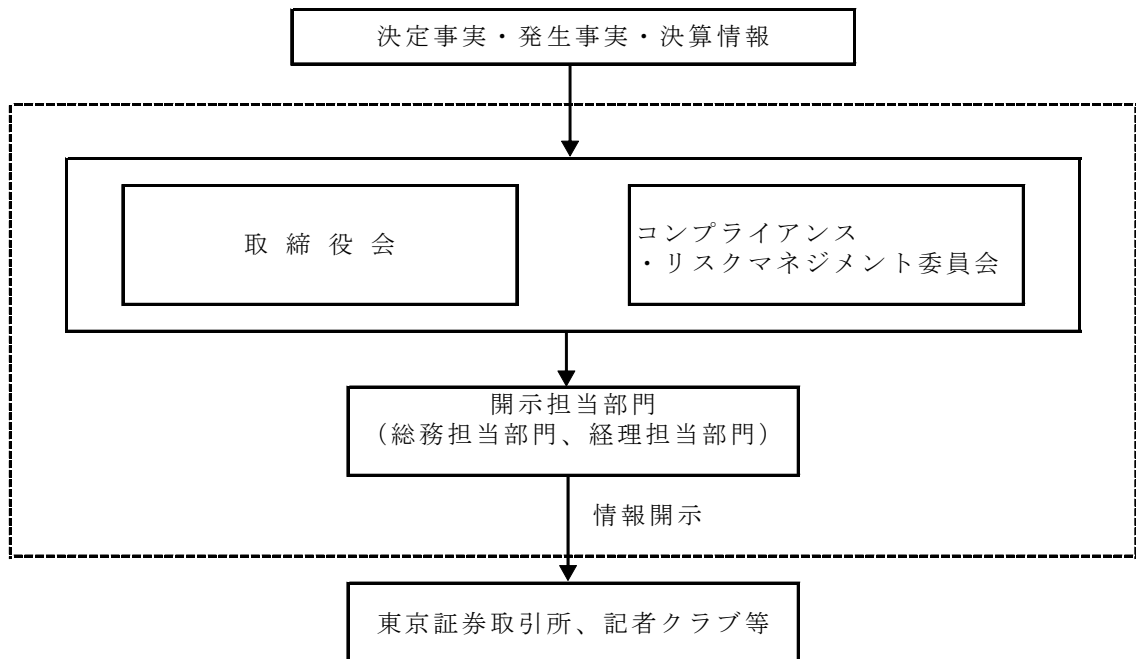 決定事実・発生事実・決算情報
取締役会
コンプライアンス
・リスクマネジメント委員会
開示担当部門
（総務担当部門、経理担当部門）
情報開示
東京証券取引所、記者クラブ等